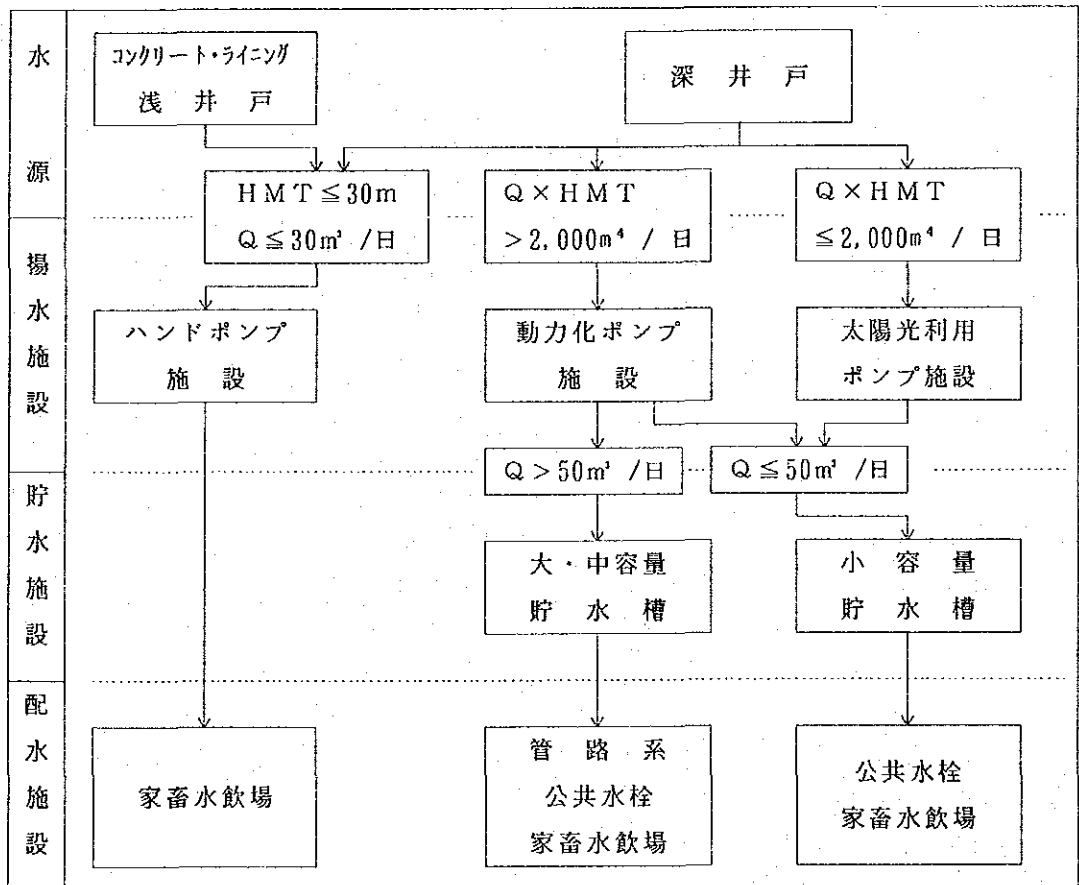 水源
コンクリート・ライニング
浅井戸
深井戸
HMT≦30m
Q≦30m³/日
Q×HMT
>2,000m⁴/日
Q×HMT
≦2,000m⁴/日
揚水施設
ハンドポンプ
施設
動力化ポンプ
施設
太陽光利用
ポンプ施設
Q>50m³/日
Q≦50m³/日
貯水施設
大・中容量
貯水槽
小容量
貯水槽
配水施設
家畜水飲場
管路系
公共水栓
家畜水飲場
公共水栓
家畜水飲場